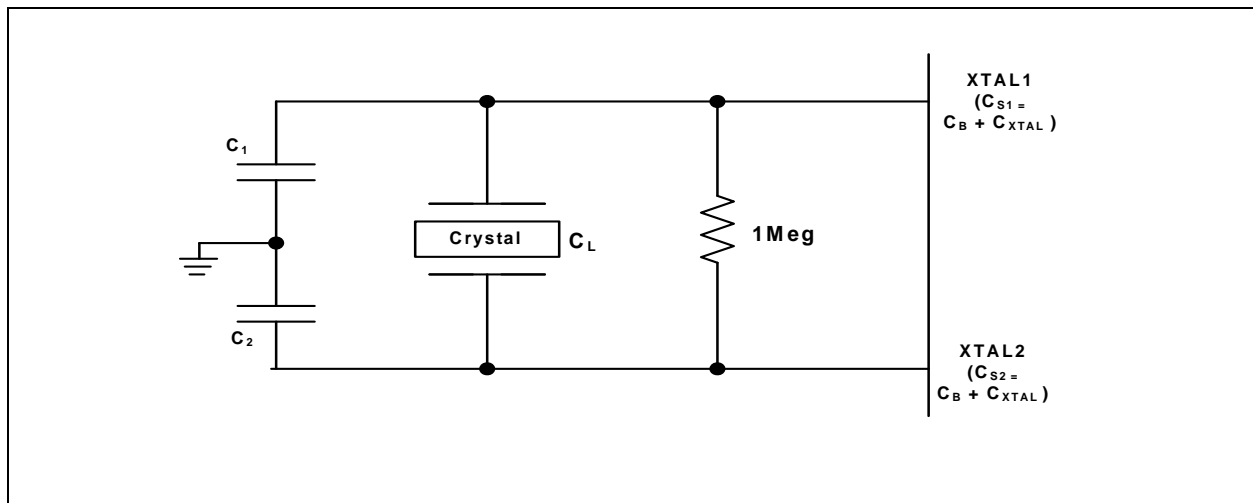 XTAL1
(CS1 =
CB + CXTAL)
C1
Crystal
CL
1Meg
C2
XTAL2
(CS2 =
CB + CXTAL)